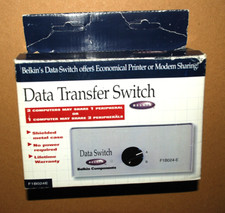 Belkin's Data Switch offers Economical Printer or Modem Sharing!
Data Transfer Switch
BELKIN
2 COMPUTERS MAY SHARE 1 PERIPHERAL
OR
1 COMPUTER MAY SHARE 2 PERIPHERALS
• Shielded
metal case
• No power
required
• Lifetime
Warranty
Data Switch
BELKIN
Belkin Components
F1B024-E
F1B024E